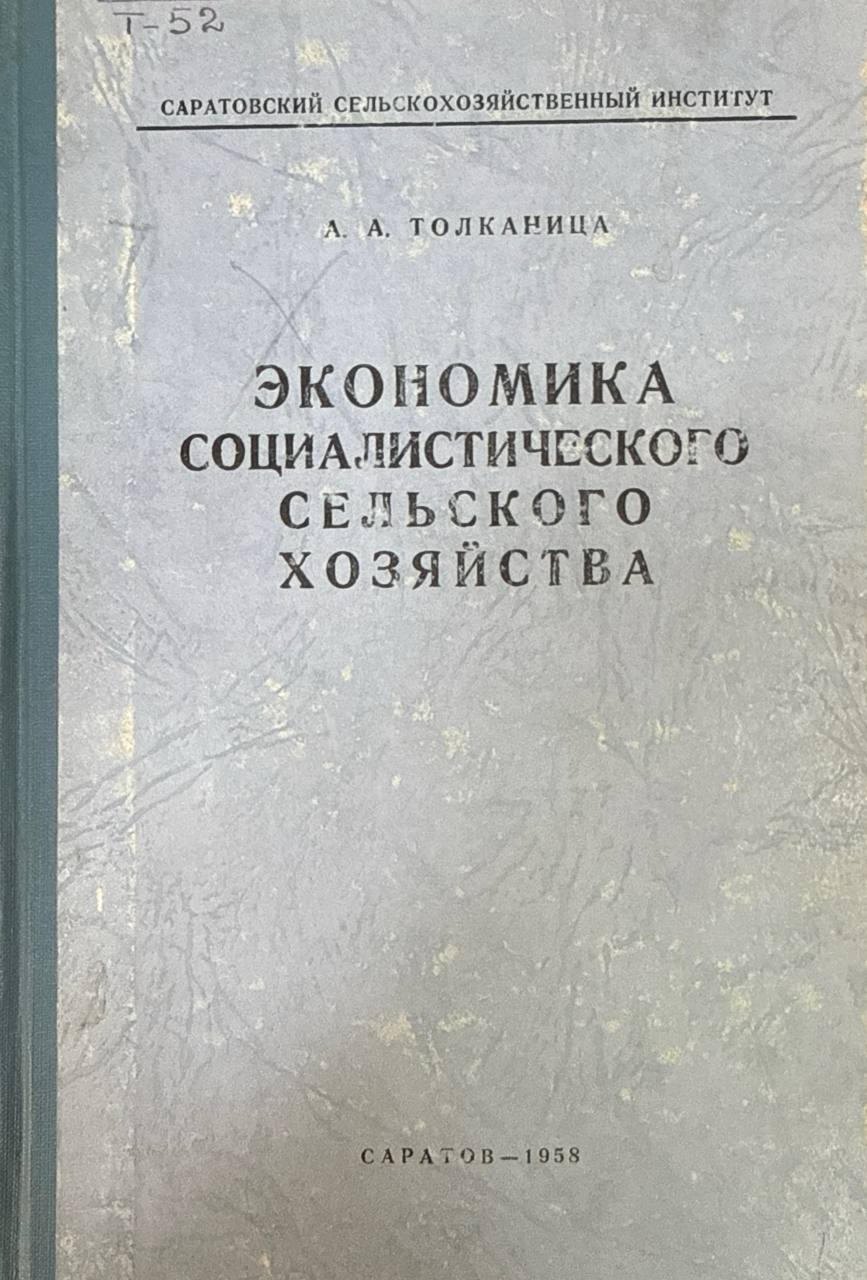 Т-52
САРАТОВСКИЙ СЕЛЬСКОХОЗЯЙСТВЕННЫЙ ИНСТИТУТ
А. А. ТОЛКАНИЦА
ЭКОНОМИКА
СОЦИАЛИСТИЧЕСКОГО
СЕЛЬСКОГО
ХОЗЯЙСТВА
САРАТОВ—1958